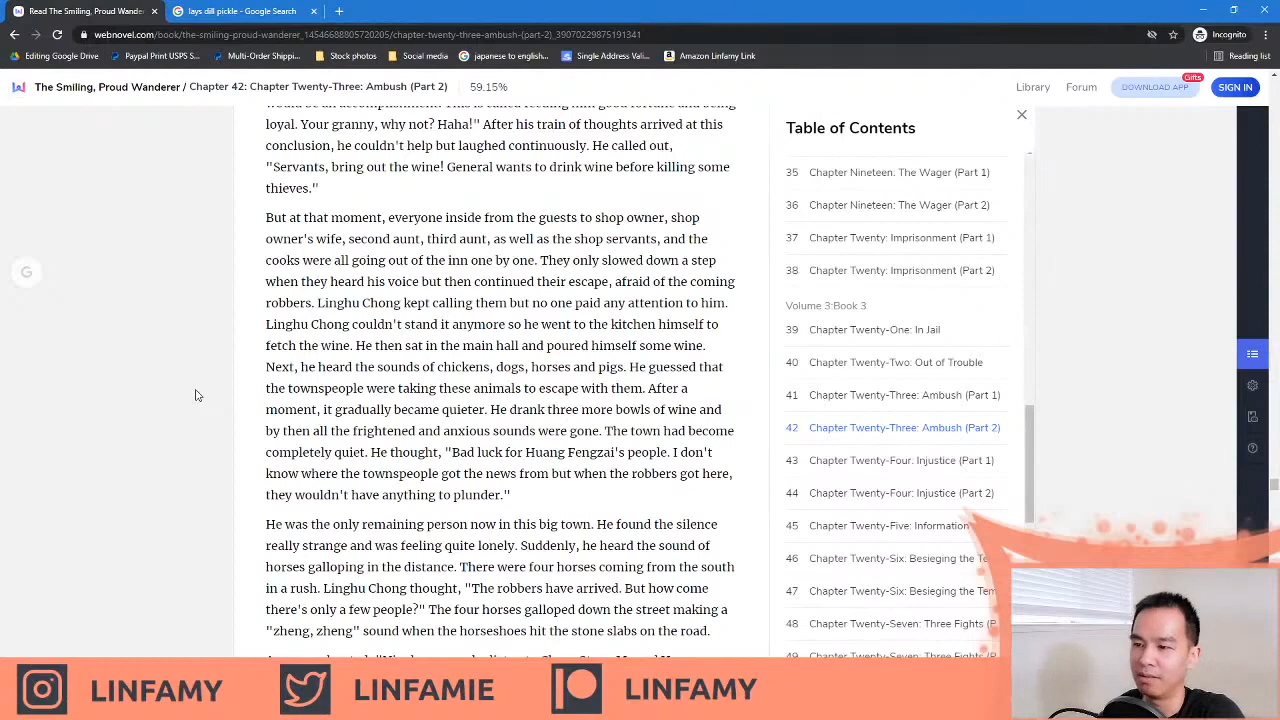 Read The Smiling, Proud Wander
lays dill pickle - Google Search
webnovel.com/book/the-smiling-proud-wanderer_14546688805720205/chapter-twenty-three-ambush-(part-2)_39070229875191341
Incognito
Editing Google Drive
Paypal Print USPS S...
Multi-Order Shippi...
Stock photos
Social media
japanese to english...
Single Address Vali...
Amazon Linfamy Link
Reading list
The Smiling, Proud Wanderer / Chapter 42: Chapter Twenty-Three: Ambush (Part 2)
59.15%
Library
Forum
DOWNLOAD APP
Gifts
SIGN IN
loyal. Your granny, why not? Haha!" After his train of thoughts arrived at this
conclusion, he couldn't help but laughed continuously. He called out,
"Servants, bring out the wine! General wants to drink wine before killing some
thieves."
But at that moment, everyone inside from the guests to shop owner, shop
owner's wife, second aunt, third aunt, as well as the shop servants, and the
cooks were all going out of the inn one by one. They only slowed down a step
when they heard his voice but then continued their escape, afraid of the coming
robbers. Linghu Chong kept calling them but no one paid any attention to him.
Linghu Chong couldn't stand it anymore so he went to the kitchen himself to
fetch the wine. He then sat in the main hall and poured himself some wine.
Next, he heard the sounds of chickens, dogs, horses and pigs. He guessed that
the townspeople were taking these animals to escape with them. After a
moment, it gradually became quieter. He drank three more bowls of wine and
by then all the frightened and anxious sounds were gone. The town had become
completely quiet. He thought, "Bad luck for Huang Fengzai's people. I don't
know where the townspeople got the news from but when the robbers got here,
they wouldn't have anything to plunder."
He was the only remaining person now in this big town. He found the silence
really strange and was feeling quite lonely. Suddenly, he heard the sound of
horses galloping in the distance. There were four horses coming from the south
in a rush. Linghu Chong thought, "The robbers have arrived. But how come
there's only a few people?" The four horses galloped down the street making a
"zheng, zheng" sound when the horseshoes hit the stone slabs on the road.
Table of Contents
35 Chapter Nineteen: The Wager (Part 1)
36 Chapter Nineteen: The Wager (Part 2)
37 Chapter Twenty: Imprisonment (Part 1)
38 Chapter Twenty: Imprisonment (Part 2)
Volume 3:Book 3
39 Chapter Twenty-One: In Jail
40 Chapter Twenty-Two: Out of Trouble
41 Chapter Twenty-Three: Ambush (Part 1)
42 Chapter Twenty-Three: Ambush (Part 2)
43 Chapter Twenty-Four: Injustice (Part 1)
44 Chapter Twenty-Four: Injustice (Part 2)
45 Chapter Twenty-Five: Information
46 Chapter Twenty-Six: Besieging the Te
47 Chapter Twenty-Six: Besieging the Tem
48 Chapter Twenty-Seven: Three Fights (P
LINFAMY
LINFAMIE
LINFAMY